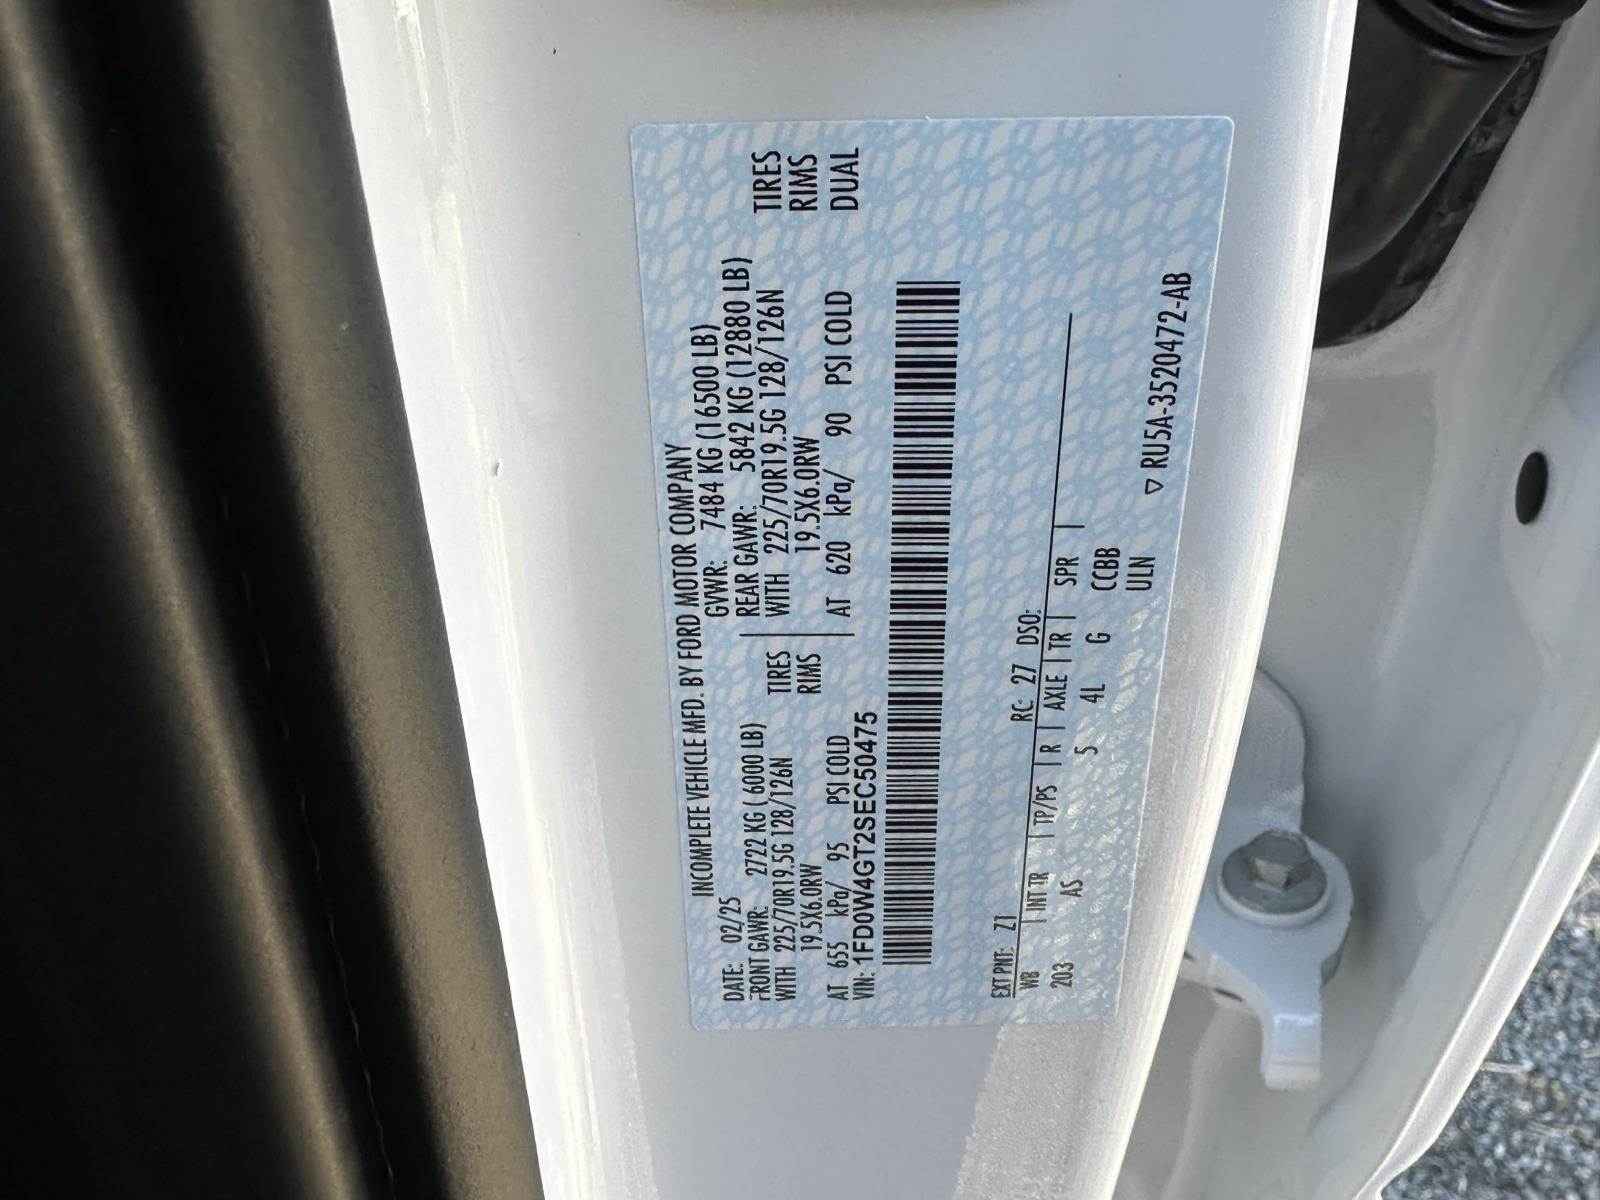 INCOMPLETE VEHICLE MFD. BY FORD MOTOR COMPANY
DATE: 02/25 GVWR: 7484 KG (16500 LB)
FRONT GAWR: 2722 KG (6000 LB) REAR GAWR: 5842 KG (12880 LB)
WITH 225/70R19.5G 128/126N TIRES WITH 225/70R19.5G 128/126N TIRES
19.5X6.0RW RIMS 19.5X6.0RW RIMS
AT 655 kPa/ 95 PSI COLD AT 620 kPa/ 90 PSI COLD DUAL
VIN: 1FD0W4GT2SEC50475
EXT PNT: Z1 RC: 27 DSO:
WB INT TR TP/PS R AXLE TR SPR
203 AS 5 4L G CCBB
ULN
▽ RU5A-3520472-AB